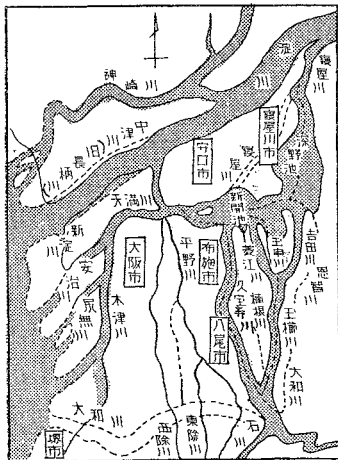 神崎川
淀川
寝屋川
中津川
旧
長柄川
守口市
寝屋川
寝屋川市
深野池
天満川
新開池
新淀川
大阪市
平野川
布施市
菱江川
玉串川
吉田川
恩智川
安治川
尻無川
木津川
八尾市
久宝寺川
楠根川
玉櫛川
大和川
大和川
堺市
西除川
東除川
石川